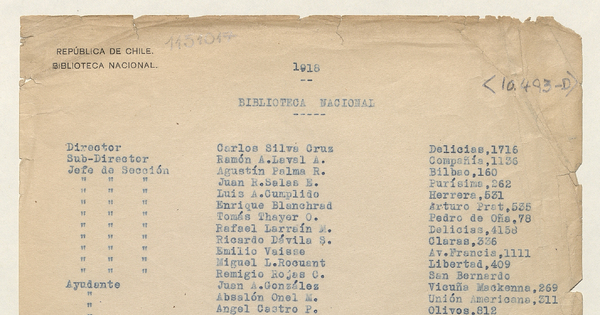 REPÚBLICA DE CHILE.
BIBLIOTECA NACIONAL.
1918
(10.493-D)
BIBLIOTECA NACIONAL
Director Carlos Silva Cruz Delicias,1716
Sub-Director Ramón A.Laval A. Compañía,1136
Jefe de Sección Agustín Palma R. Bilbao,160
" " " Juan R.Salas E. Purísima,262
" " " Luis A.Cumplido Herrera,531
" " " Enrique Blanchrad Arturo Prat,535
" " " Tomás Thayer O. Pedro de Oña,78
" " " Rafael Larraín M. Delicias,4158
" " " Ricardo Dávila S. Claras,336
" " " Emilio Vaisse Av.Francia,1111
" " " Miguel L.Rocuant Libertad,409
" " " Remigio Rojas C. San Bernardo
Ayudante Juan A.González Vicuña Mackenna,269
" Absalón Onel M. Unión Americana,311
" Angel Castro P. Olivos,812